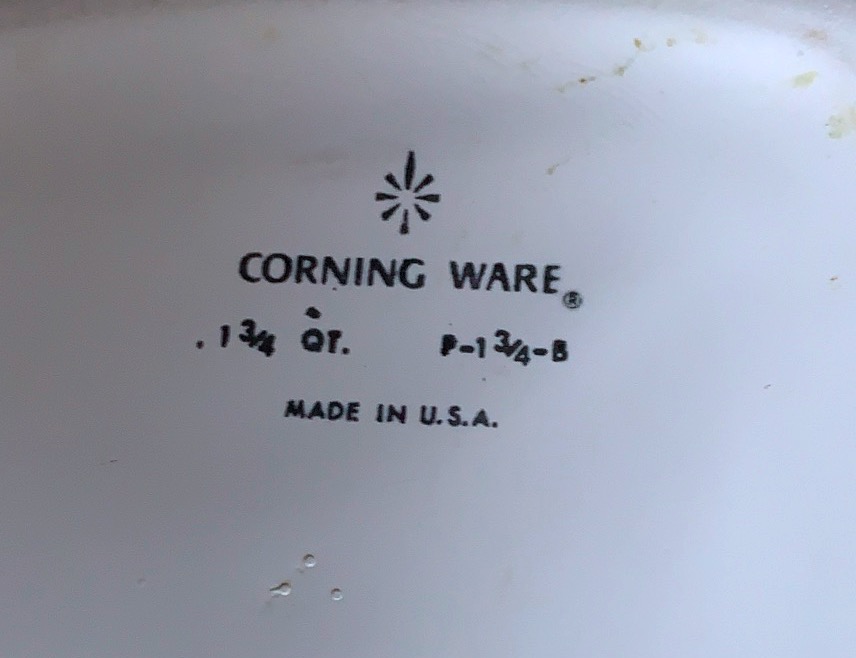 CORNING WARE®
1 3/4 QT. P-1 3/4-B
MADE IN U.S.A.